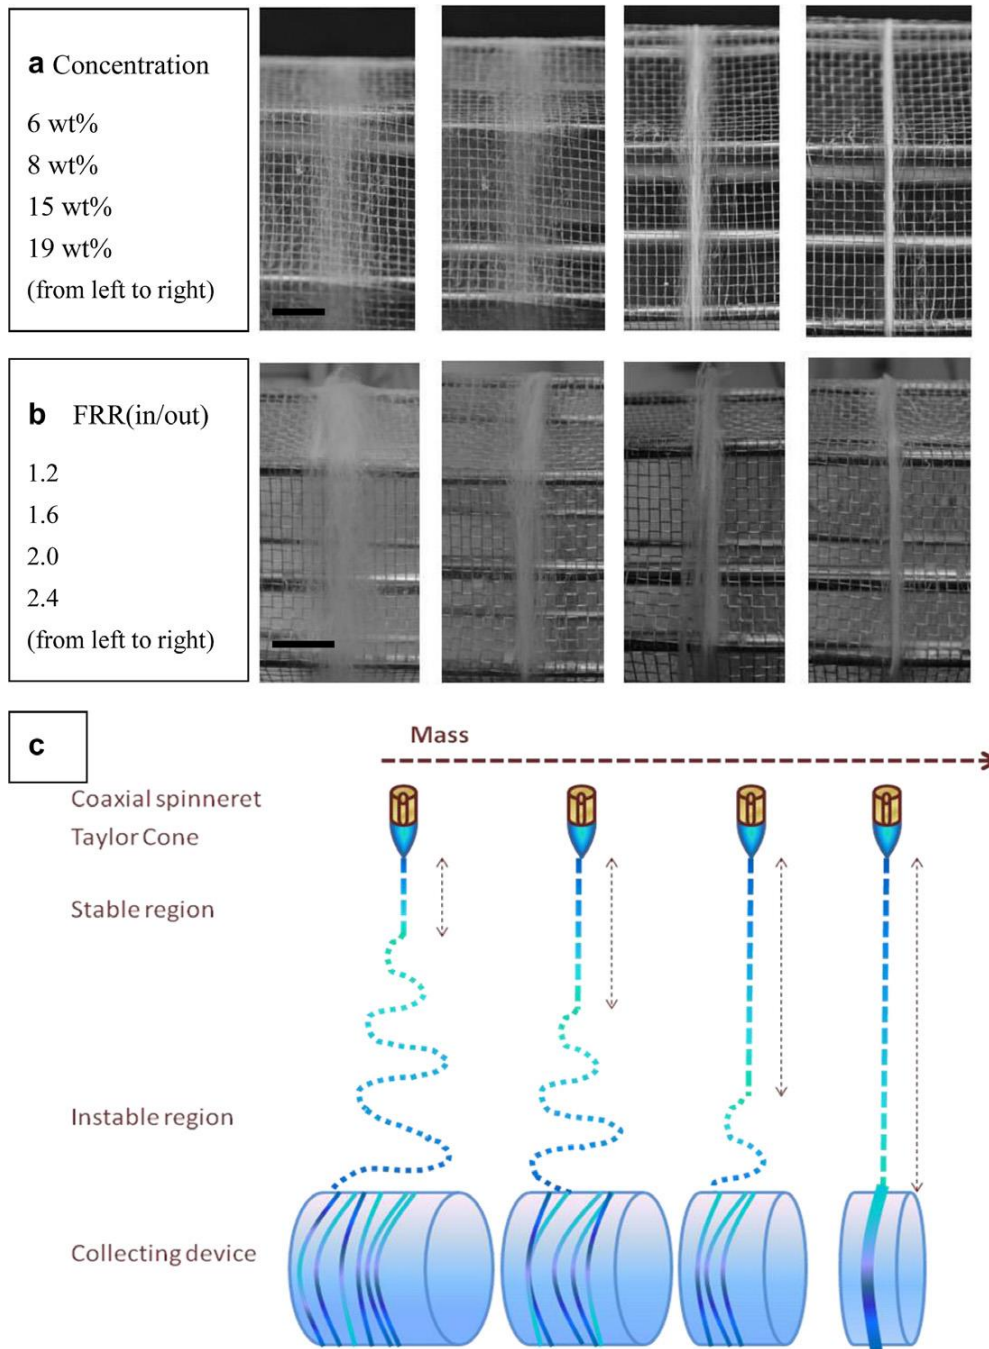 a Concentration
6 wt%
8 wt%
15 wt%
19 wt%
(from left to right)
b FRR(in/out)
1.2
1.6
2.0
2.4
(from left to right)
c
Mass
Coaxial spinneret
Taylor Cone
Stable region
Instable region
Collecting device